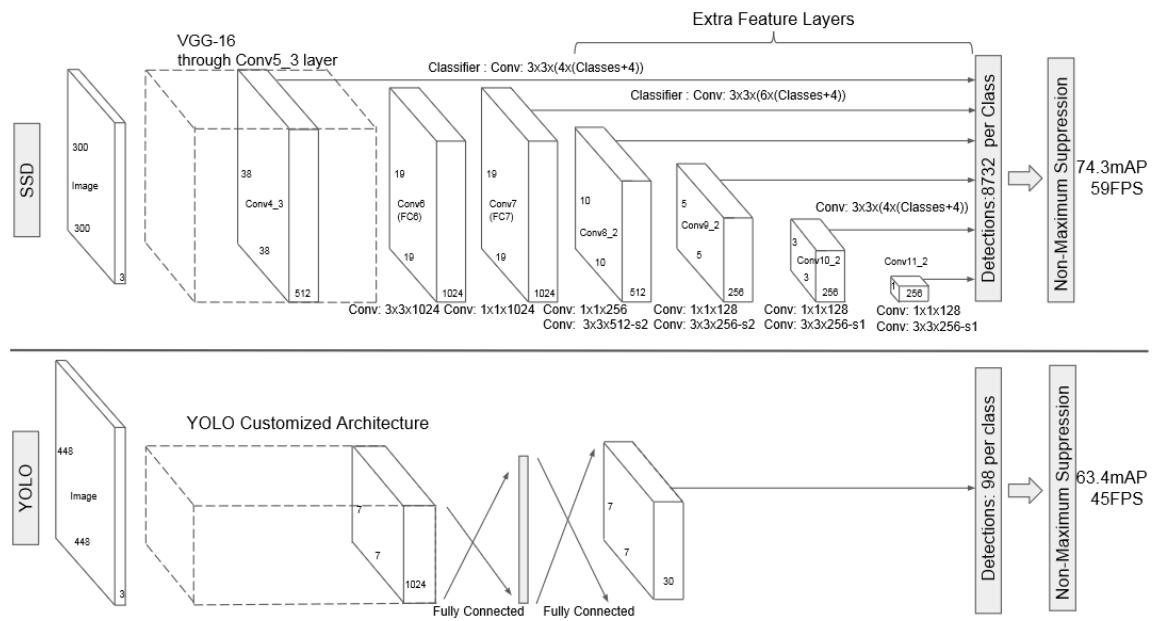 Extra Feature Layers
VGG-16
through Conv5_3 layer
Classifier : Conv: 3x3x(4x(Classes+4))
Classifier : Conv: 3x3x(6x(Classes+4))
SSD
300
Image
300
3
38
Conv4_3
38
512
19
Conv6
(FC6)
19
1024
19
Conv7
(FC7)
19
1024
10
Conv8_2
10
512
5
Conv9_2
5
256
Conv: 3x3x(4x(Classes+4))
3
Conv10_2
3
256
Conv11_2
1
256
Conv: 3x3x1024
Conv: 1x1x1024
Conv: 1x1x256
Conv: 3x3x512-s2
Conv: 1x1x128
Conv: 3x3x256-s2
Conv: 1x1x128
Conv: 3x3x256-s1
Conv: 1x1x128
Conv: 3x3x256-s1
Detections:8732 per Class
Non-Maximum Suppression
74.3mAP
59FPS
YOLO
448
Image
448
3
YOLO Customized Architecture
7
7
1024
Fully Connected
Fully Connected
7
7
30
Detections: 98 per class
Non-Maximum Suppression
63.4mAP
45FPS